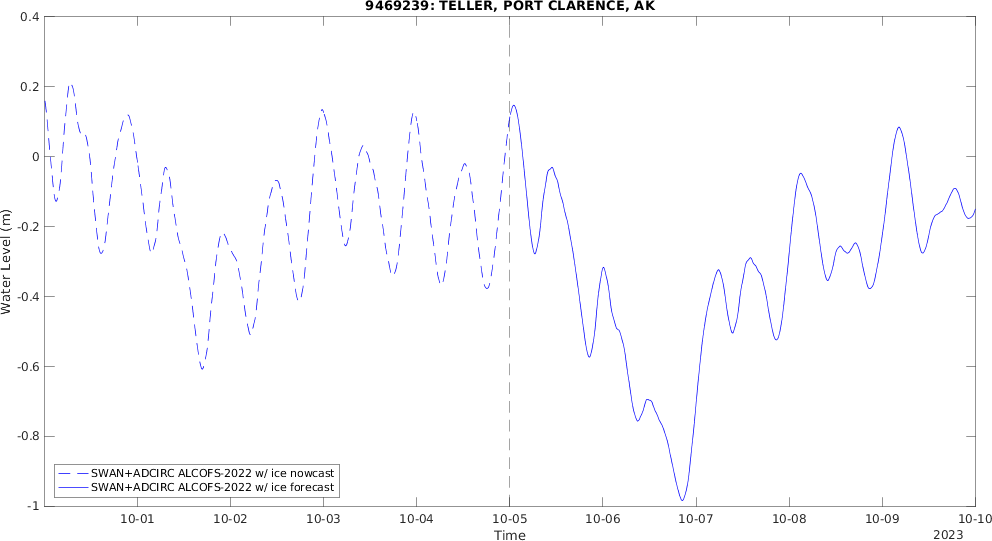 9469239: TELLER, PORT CLARENCE, AK
0.4
0.2
0
-0.2
-0.4
-0.6
-0.8
-1
Water Level (m)
SWAN+ADCIRC ALCOFS-2022 w/ ice nowcast
SWAN+ADCIRC ALCOFS-2022 w/ ice forecast
10-01 10-02 10-03 10-04 10-05 10-06 10-07 10-08 10-09 10-10
Time
2023